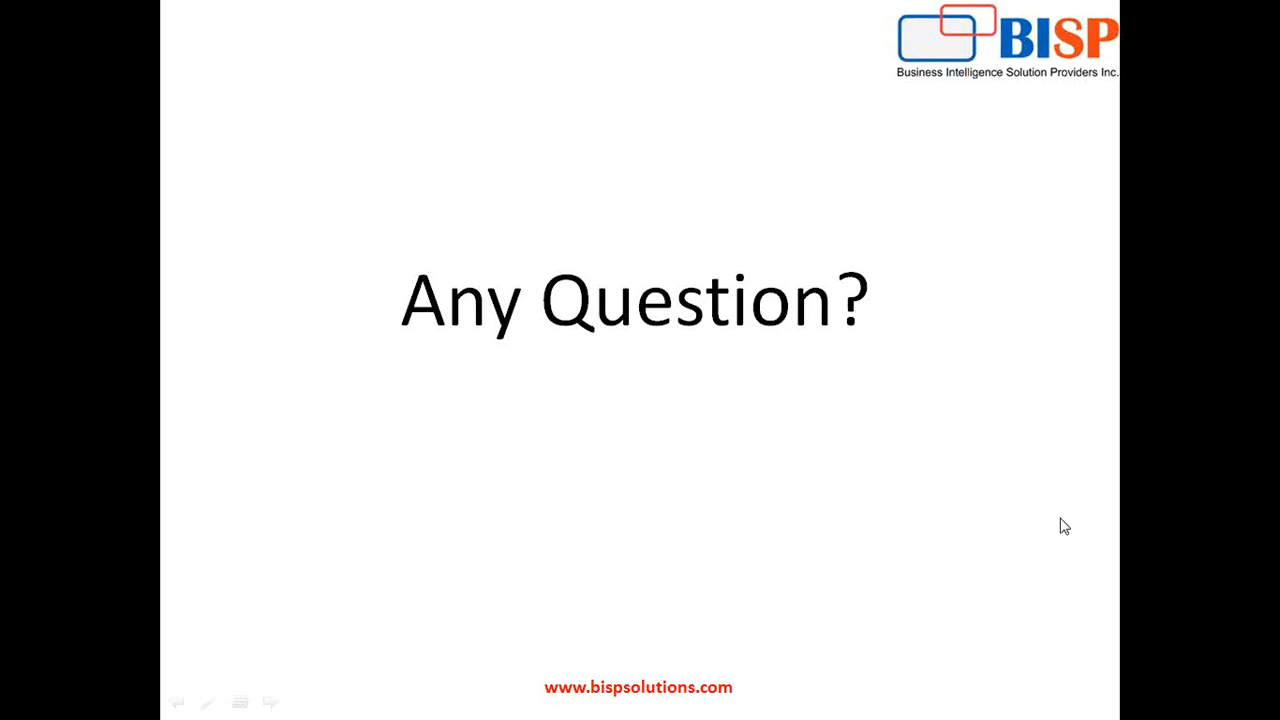 BISP
Business Intelligence Solution Providers Inc.
Any Question?
www.bispsolutions.com